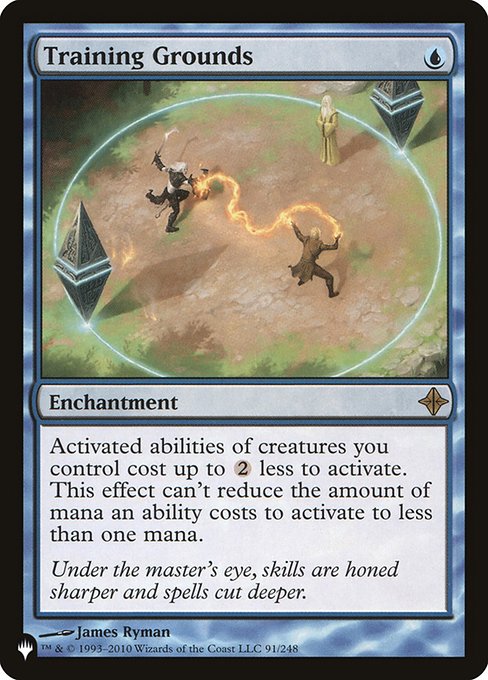 Training Grounds
Enchantment
Activated abilities of creatures you
control cost up to 2 less to activate.
This effect can't reduce the amount of
mana an ability costs to activate to less
than one mana.
Under the master's eye, skills are honed
sharper and spells cut deeper.
James Ryman
™ & © 1993–2010 Wizards of the Coast LLC 91/248